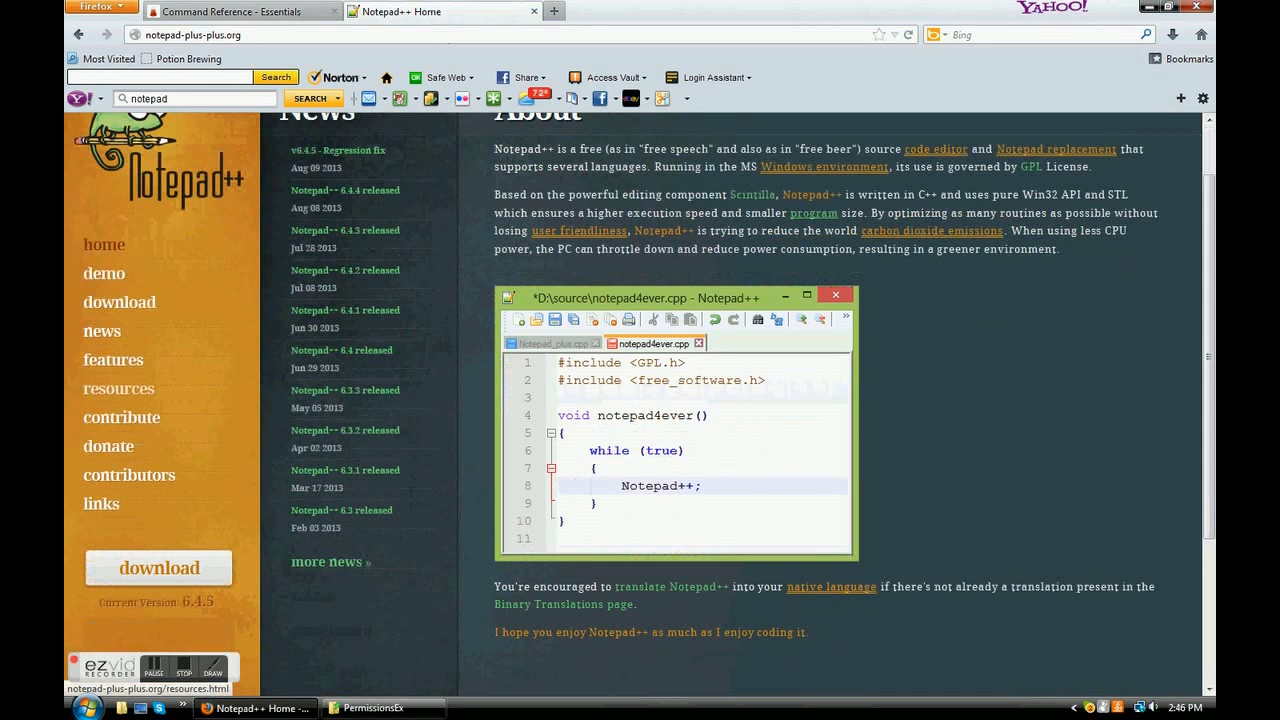 Firefox
Command Reference - Essentials
Notepad++ Home
YAHOO!
notepad-plus-plus.org
Bing
Most Visited
Potion Brewing
Bookmarks
Search
Norton
Safe Web
Share
Access Vault
Login Assistant
Y!
notepad
SEARCH
72°
ebay
Notepad++
home
demo
download
news
features
resources
contribute
donate
contributors
links
download
Current Version: 6.4.5
News
v6.4.5 - Regression fix
Aug 09 2013
Notepad++ 6.4.4 released
Aug 08 2013
Notepad++ 6.4.3 released
Jul 28 2013
Notepad++ 6.4.2 released
Jul 08 2013
Notepad++ 6.4.1 released
Jun 30 2013
Notepad++ 6.4 released
Jun 29 2013
Notepad++ 6.3.3 released
May 05 2013
Notepad++ 6.3.2 released
Apr 02 2013
Notepad++ 6.3.1 released
Mar 17 2013
Notepad++ 6.3 released
Feb 03 2013
more news »
About
Notepad++ is a free (as in "free speech" and also as in "free beer") source code editor and Notepad replacement that
supports several languages. Running in the MS Windows environment, its use is governed by GPL License.
Based on the powerful editing component Scintilla, Notepad++ is written in C++ and uses pure Win32 API and STL
which ensures a higher execution speed and smaller program size. By optimizing as many routines as possible without
losing user friendliness, Notepad++ is trying to reduce the world carbon dioxide emissions. When using less CPU
power, the PC can throttle down and reduce power consumption, resulting in a greener environment.
*D:\source\notepad4ever.cpp - Notepad++
Notepad_plus.cpp
notepad4ever.cpp
1 #include <GPL.h>
2 #include <free_software.h>
3
4 void notepad4ever()
5 {
6 while (true)
7 {
8 Notepad++;
9 }
10 }
11
You're encouraged to translate Notepad++ into your native language if there's not already a translation present in the
Binary Translations page.
I hope you enjoy Notepad++ as much as I enjoy coding it.
ezvid
RECORDER
PAUSE
STOP
DRAW
notepad-plus-plus.org/resources.html
Notepad++ Home -...
PermissionsEx
2:46 PM